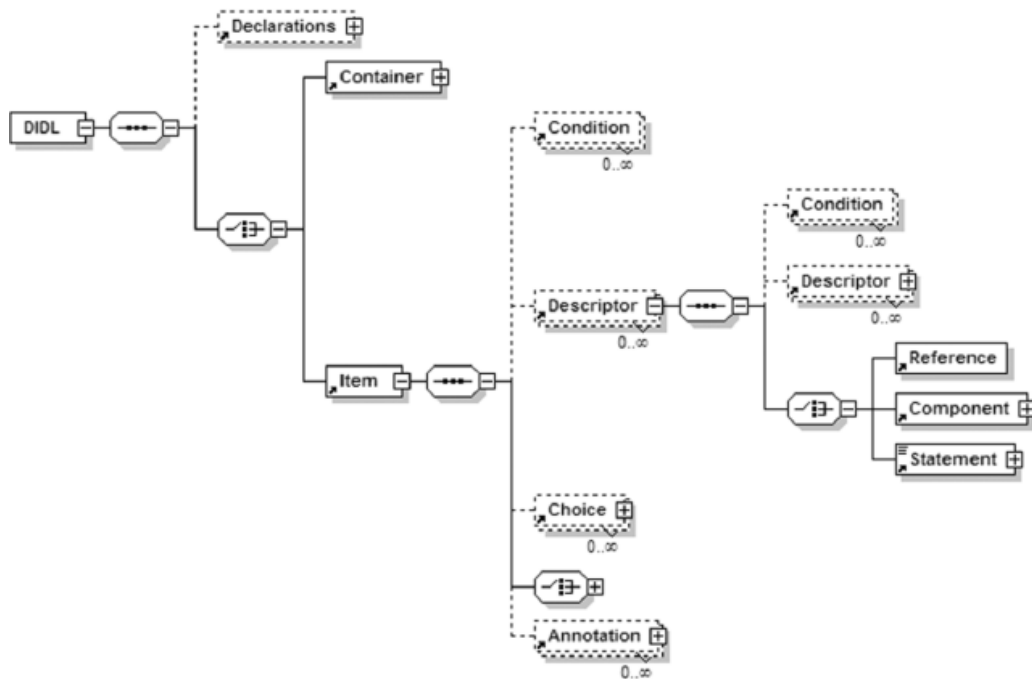 Declarations
Container
DIDL
Condition
0..∞
Condition
0..∞
Descriptor
0..∞
Descriptor
0..∞
Reference
Item
Component
Statement
Choice
0..∞
Annotation
0..∞